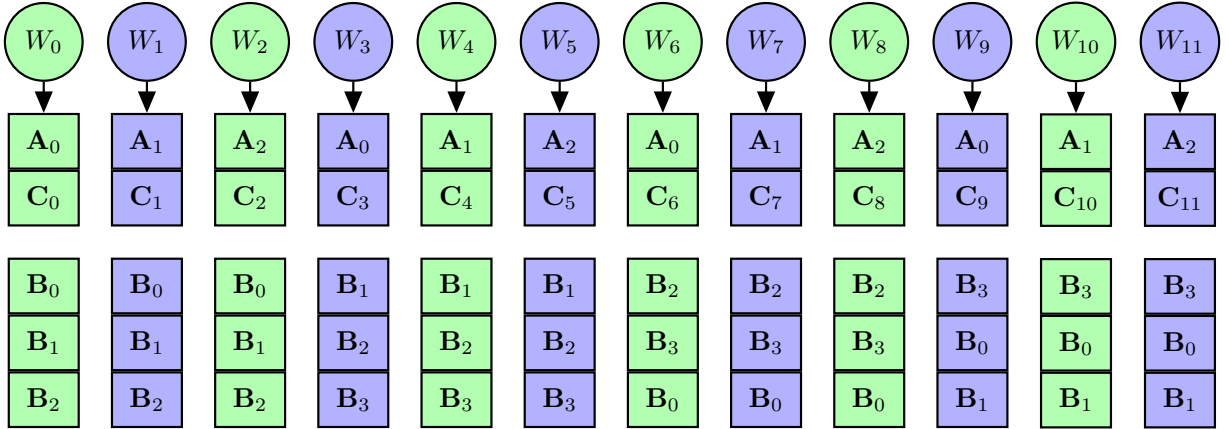 W₀ W₁ W₂ W₃ W₄ W₅ W₆ W₇ W₈ W₉ W₁₀ W₁₁
A₀ A₁ A₂ A₀ A₁ A₂ A₀ A₁ A₂ A₀ A₁ A₂
C₀ C₁ C₂ C₃ C₄ C₅ C₆ C₇ C₈ C₉ C₁₀ C₁₁
B₀ B₀ B₀ B₁ B₁ B₁ B₂ B₂ B₂ B₃ B₃ B₃
B₁ B₁ B₁ B₂ B₂ B₂ B₃ B₃ B₃ B₀ B₀ B₀
B₂ B₂ B₂ B₃ B₃ B₃ B₀ B₀ B₀ B₁ B₁ B₁